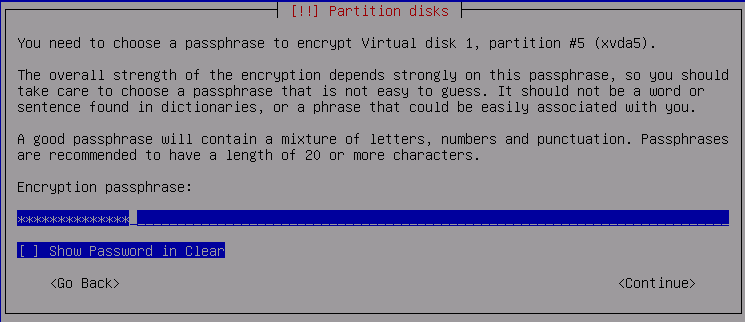 [!!] Partition disks
You need to choose a passphrase to encrypt Virtual disk 1, partition #5 (xvda5).
The overall strength of the encryption depends strongly on this passphrase, so you should
take care to choose a passphrase that is not easy to guess. It should not be a word or
sentence found in dictionaries, or a phrase that could be easily associated with you.
A good passphrase will contain a mixture of letters, numbers and punctuation. Passphrases
are recommended to have a length of 20 or more characters.
Encryption passphrase:
**************
[ ] Show Password in Clear
<Go Back> <Continue>